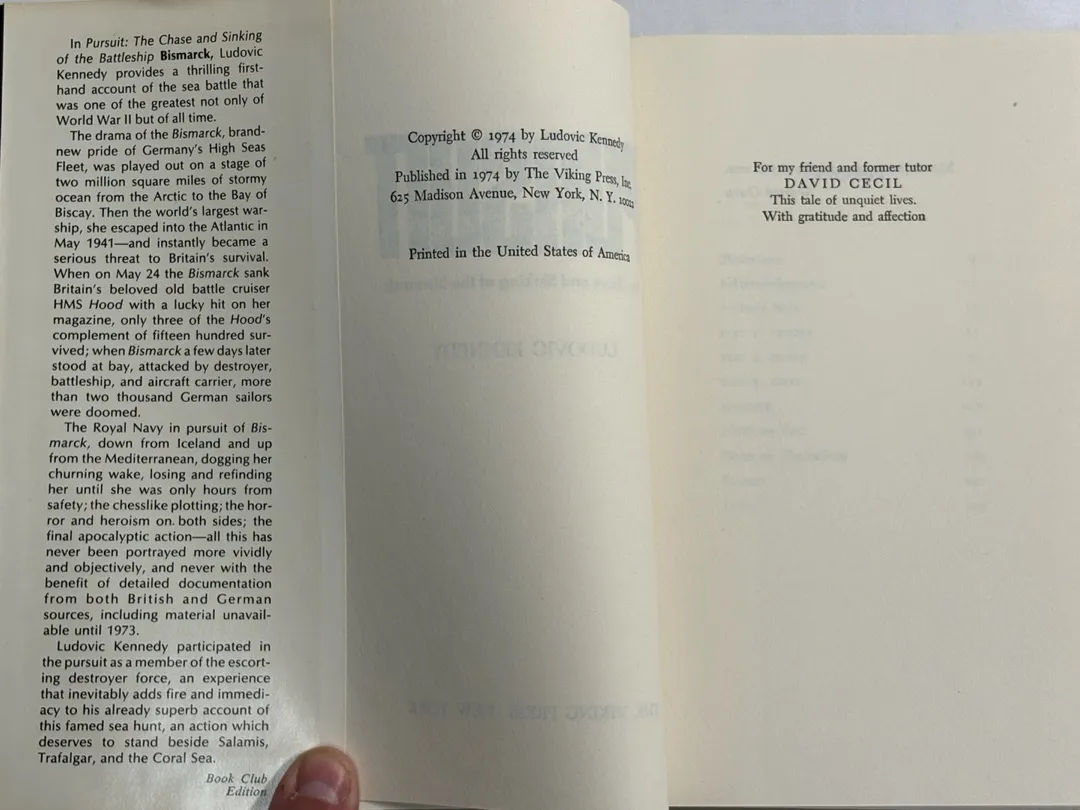 In Pursuit: The Chase and Sinking
of the Battleship Bismarck, Ludovic
Kennedy provides a thrilling first-
hand account of the sea battle that
was one of the greatest not only of
World War II but of all time.
The drama of the Bismarck, brand-
new pride of Germany's High Seas
Fleet, was played out on a stage of
two million square miles of stormy
ocean from the Arctic to the Bay of
Biscay. Then the world's largest war-
ship, she escaped into the Atlantic in
May 1941—and instantly became a
serious threat to Britain's survival.
When on May 24 the Bismarck sank
Britain's beloved old battle cruiser
HMS Hood with a lucky hit on her
magazine, only three of the Hood's
complement of fifteen hundred sur-
vived; when Bismarck a few days later
stood at bay, attacked by destroyer,
battleship, and aircraft carrier, more
than two thousand German sailors
were doomed.
The Royal Navy in pursuit of Bis-
marck, down from Iceland and up
from the Mediterranean, dogging her
churning wake, losing and refinding
her until she was only hours from
safety; the chesslike plotting; the hor-
ror and heroism on. both sides; the
final apocalyptic action—all this has
never been portrayed more vividly
and objectively, and never with the
benefit of detailed documentation
from both British and German
sources, including material unavail-
able until 1973.
Ludovic Kennedy participated in
the pursuit as a member of the escort-
ing destroyer force, an experience
that inevitably adds fire and immedi-
acy to his already superb account of
this famed sea hunt, an action which
deserves to stand beside Salamis,
Trafalgar, and the Coral Sea.
Book Club
Edition
Copyright © 1974 by Ludovic Kennedy
All rights reserved
Published in 1974 by The Viking Press, Inc.
625 Madison Avenue, New York, N. Y. 10022
Printed in the United States of America
For my friend and former tutor
DAVID CECIL
This tale of unquiet lives.
With gratitude and affection